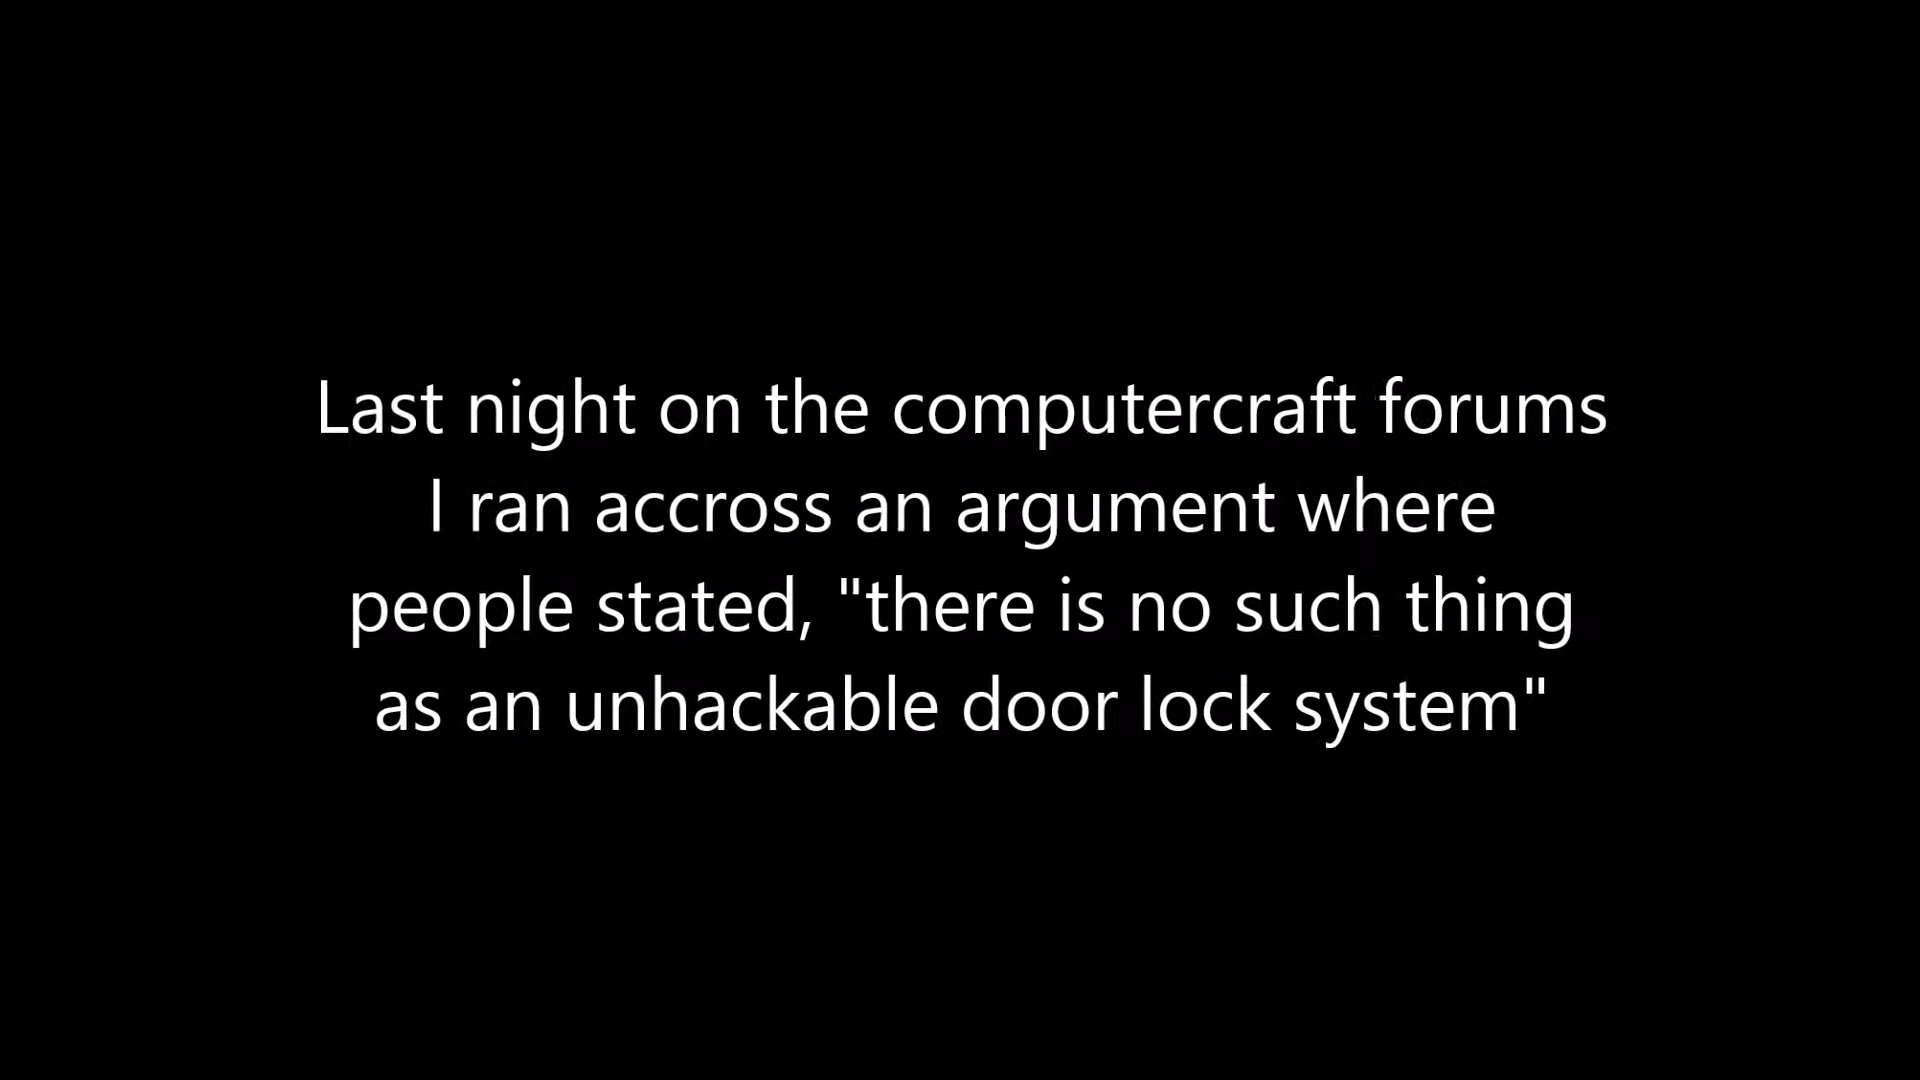 Last night on the computercraft forums
I ran accross an argument where
people stated, "there is no such thing
as an unhackable door lock system"